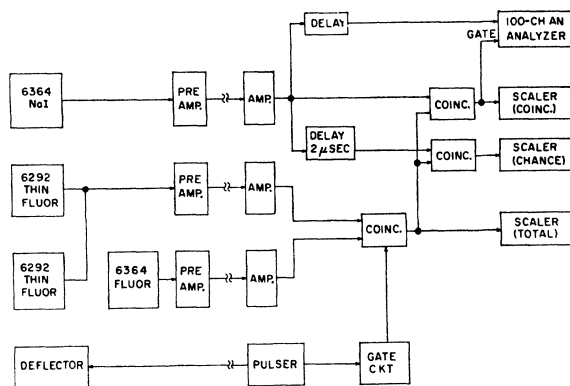 DELAY
100-CH AN
ANALYZER
GATE
6364
NaI
PRE
AMP.
AMP.
COINC.
SCALER
(COINC.)
DELAY
2 μSEC
COINC.
SCALER
(CHANCE)
6292
THIN
FLUOR
PRE
AMP.
AMP.
COINC.
SCALER
(TOTAL)
6292
THIN
FLUOR
6364
FLUOR
PRE
AMP.
AMP.
DEFLECTOR
PULSER
GATE
CKT